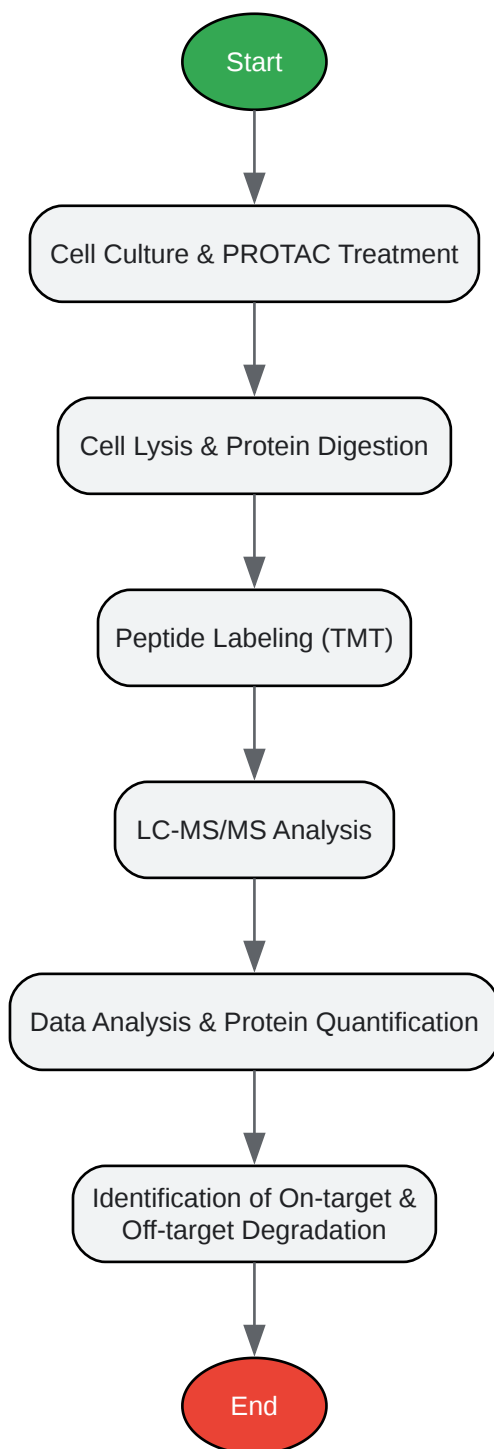 Start
Cell Culture & PROTAC Treatment
Cell Lysis & Protein Digestion
Peptide Labeling (TMT)
LC-MS/MS Analysis
Data Analysis & Protein Quantification
Identification of On-target &
Off-target Degradation
End